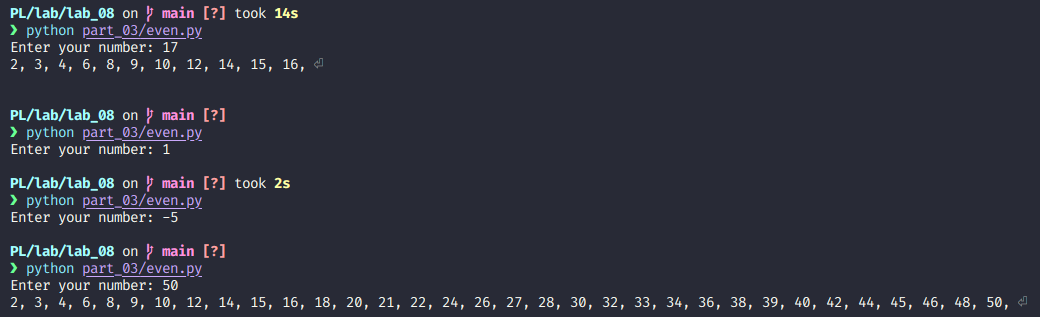 PL/lab/lab_08 on ᚶ main [?] took 14s
❯ python part_03/even.py
Enter your number: 17
2, 3, 4, 6, 8, 9, 10, 12, 14, 15, 16, ⏎
PL/lab/lab_08 on ᚶ main [?]
❯ python part_03/even.py
Enter your number: 1
PL/lab/lab_08 on ᚶ main [?] took 2s
❯ python part_03/even.py
Enter your number: -5
PL/lab/lab_08 on ᚶ main [?]
❯ python part_03/even.py
Enter your number: 50
2, 3, 4, 6, 8, 9, 10, 12, 14, 15, 16, 18, 20, 21, 22, 24, 26, 27, 28, 30, 32, 33, 34, 36, 38, 39, 40, 42, 44, 45, 46, 48, 50, ⏎